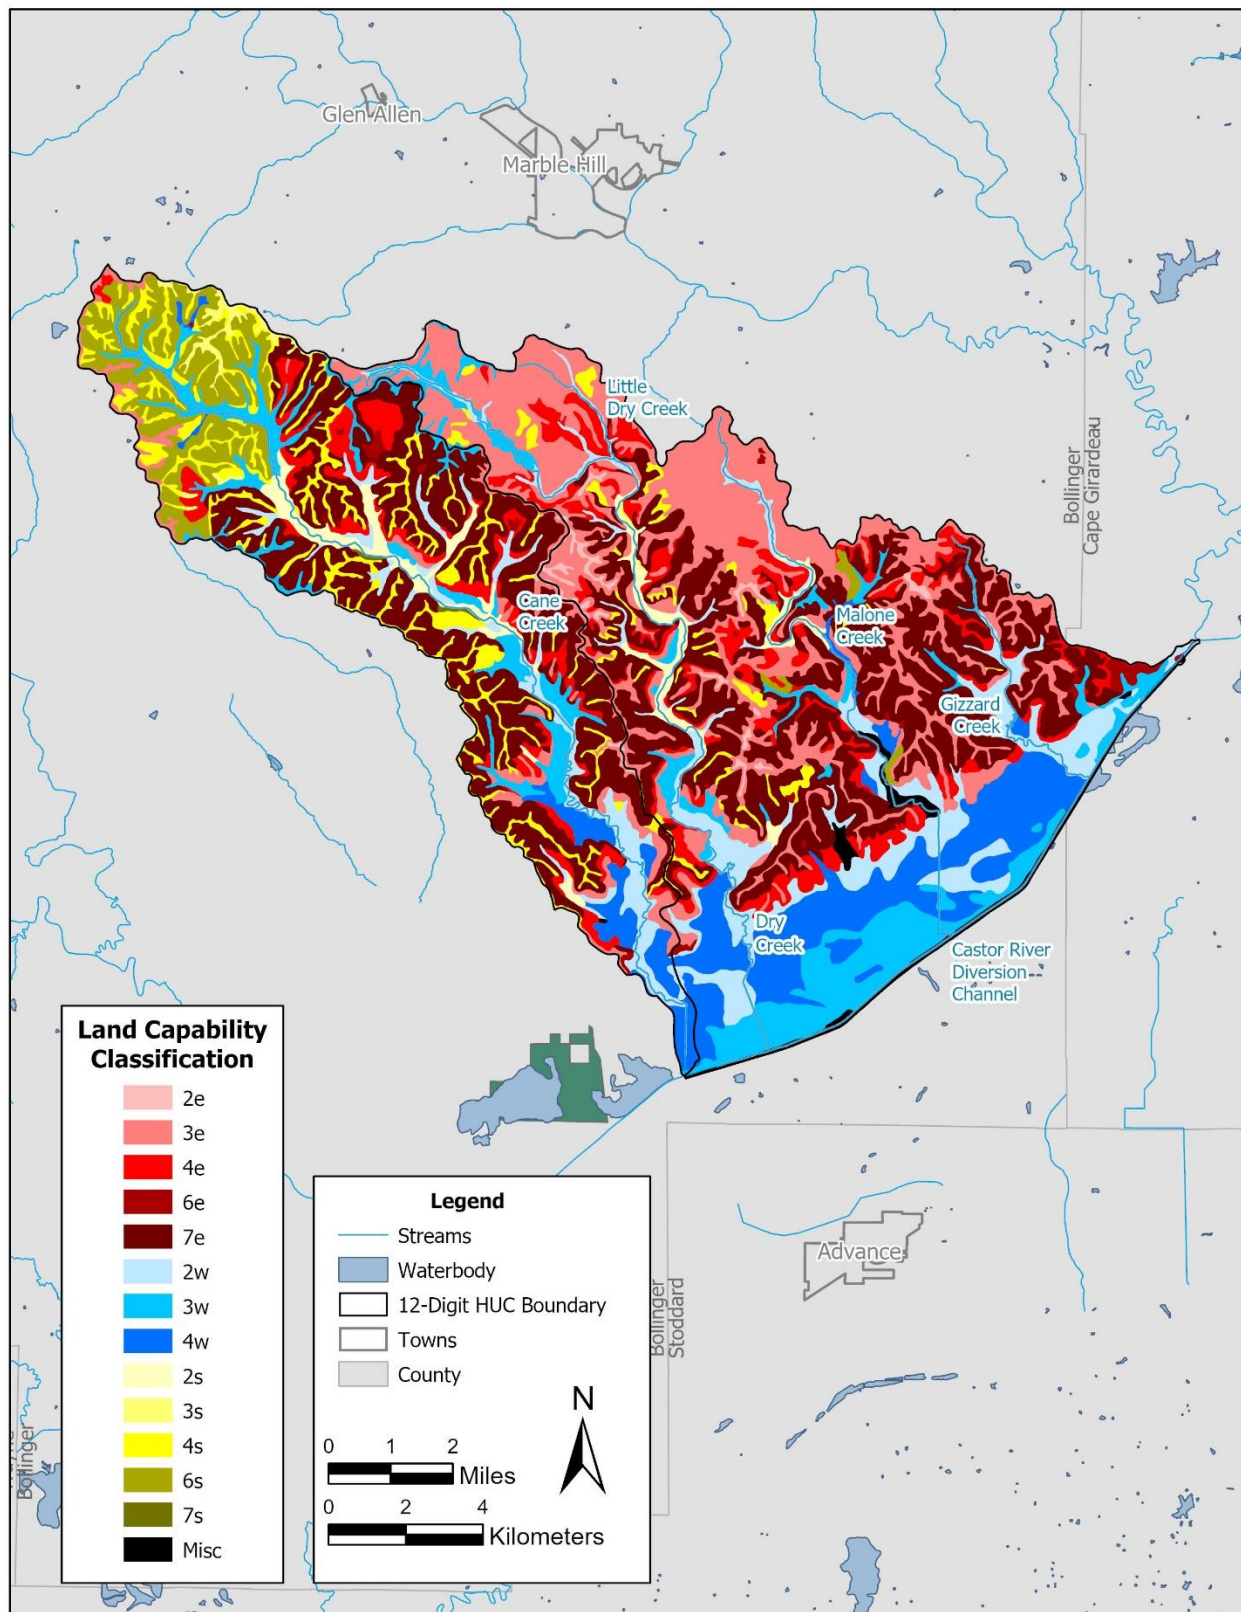 Glen Allen
Marble Hill
Bollinger
Cape Girardeau
Little
Dry Creek
Cane
Creek
Malone
Creek
Gizzard
Creek
Dry
Creek
Castor River
Diversion
Channel
Land Capability
Classification
2e
3e
4e
6e
7e
2w
3w
4w
2s
3s
4s
6s
7s
Misc
Legend
Streams
Waterbody
12-Digit HUC Boundary
Towns
County
N
0 1 2
Miles
0 2 4
Kilometers
Bollinger
Stoddard
Advance
Bollinger